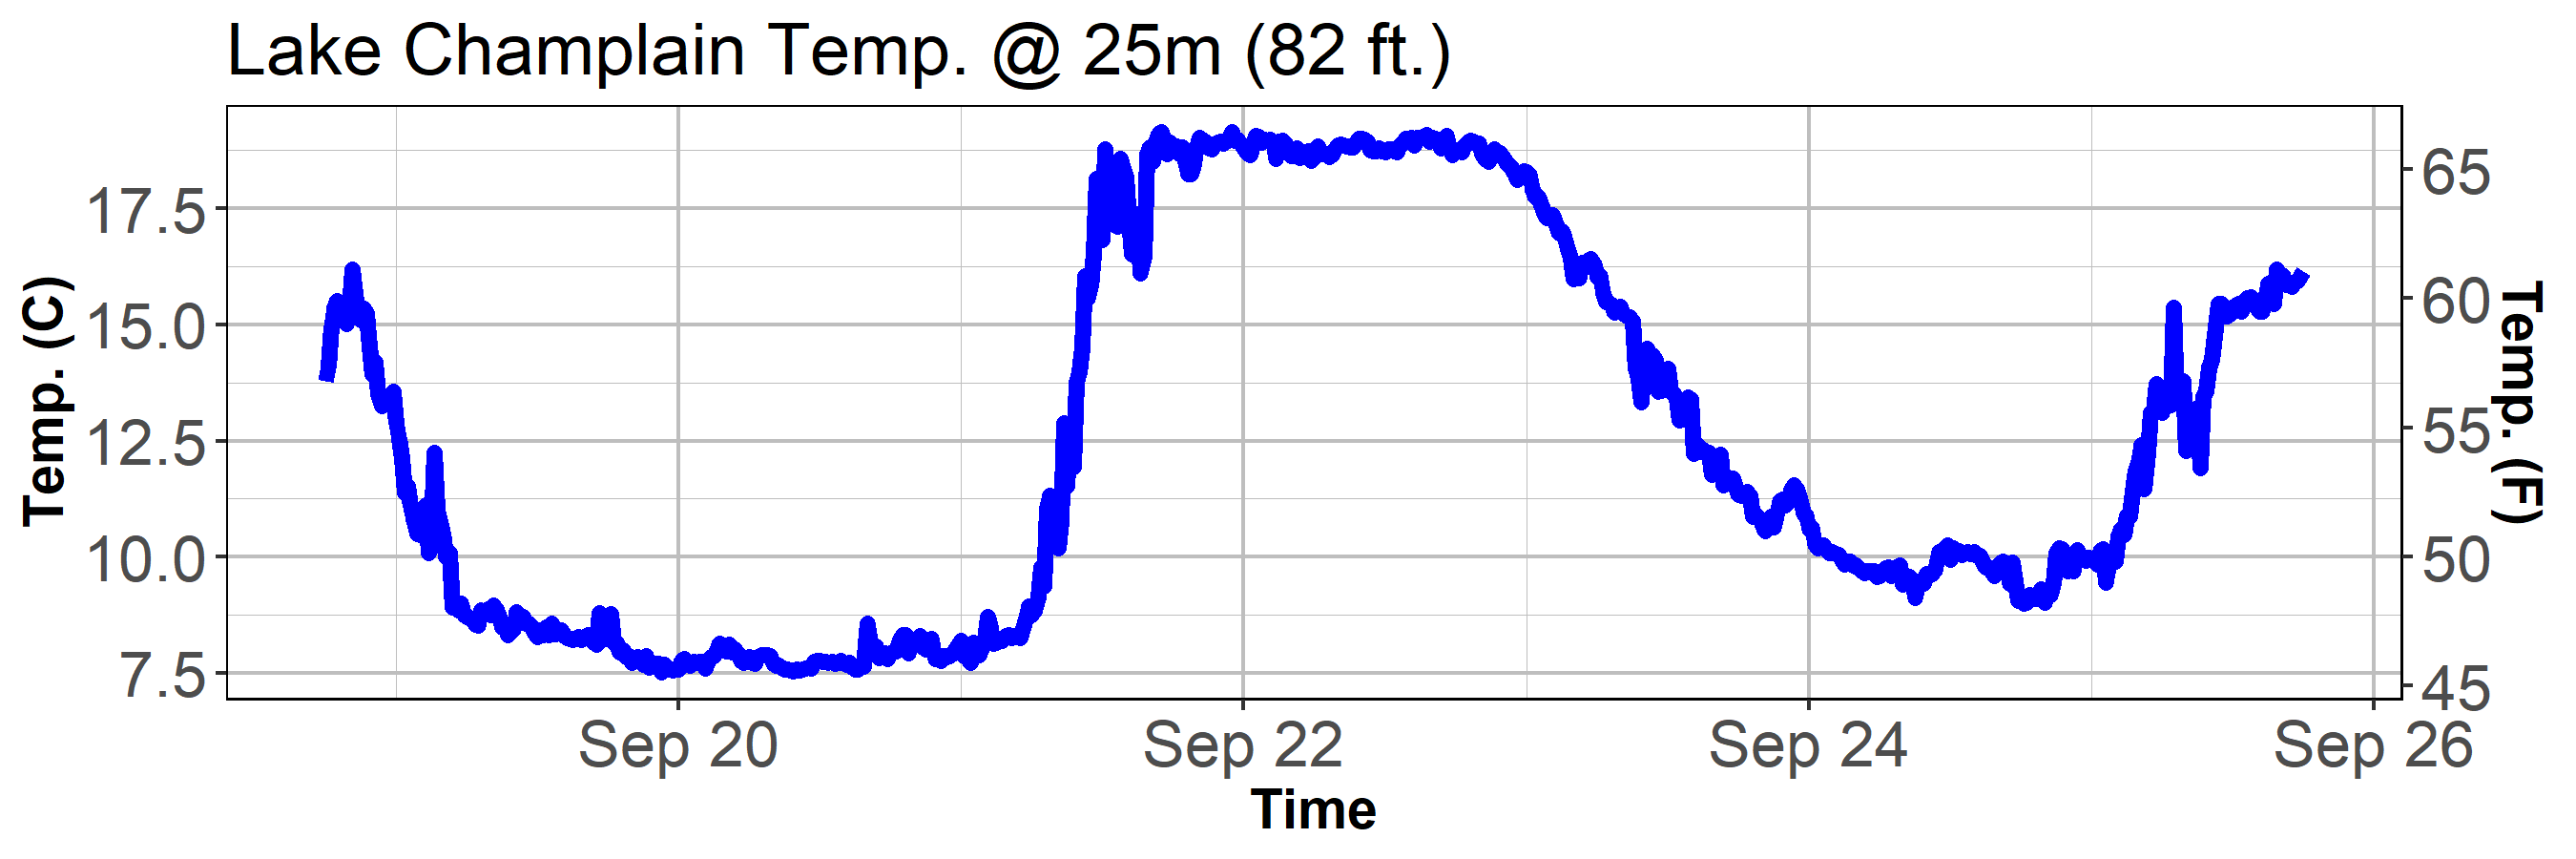 Lake Champlain Temp. @ 25m (82 ft.)
Temp. (C)
17.5
15.0
12.5
10.0
7.5
65
60
55
50
45
Temp. (F)
Sep 20 Sep 22 Sep 24 Sep 26
Time